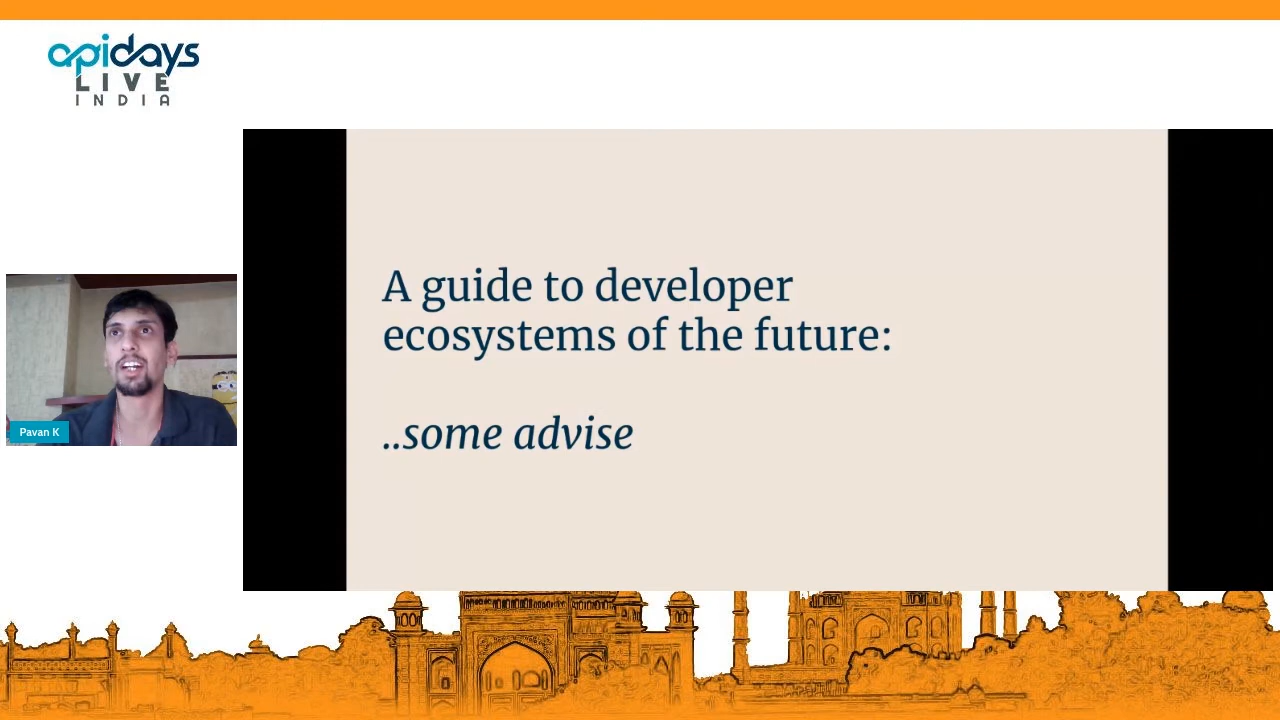 apidays
LIVE
INDIA
A guide to developer
ecosystems of the future:
..some advise
Pavan K